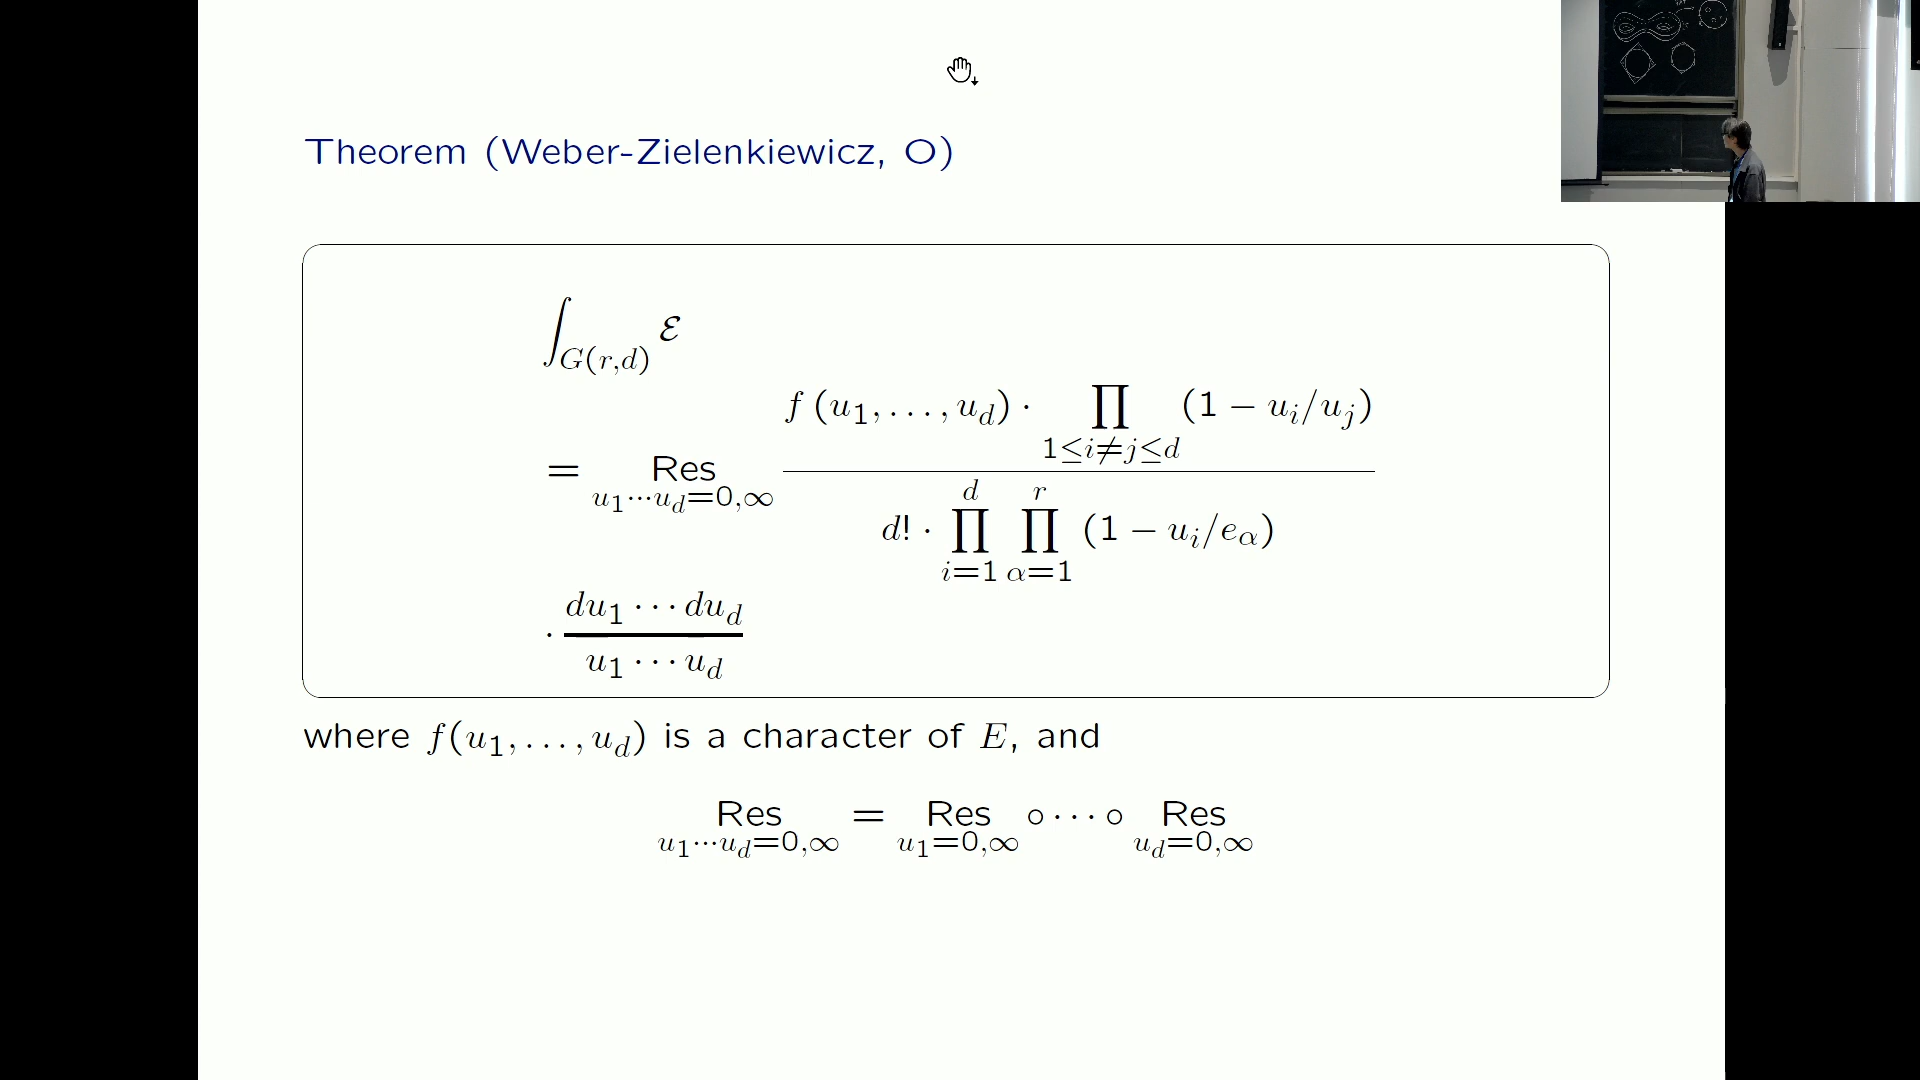 Theorem (Weber-Zielenkiewicz, O)
∫_{G(r,d)} ℰ
= Res_{u_1⋯u_d=0,∞} \frac{f (u_1, …, u_d) · ∏_{1≤i≠j≤d} (1 − u_i/u_j)}{d! · ∏_{i=1}^{d} ∏_{α=1}^{r} (1 − u_i/e_α)}
· \frac{du_1 ⋯ du_d}{u_1 ⋯ u_d}
where f(u_1, …, u_d) is a character of E, and
Res_{u_1⋯u_d=0,∞} = Res_{u_1=0,∞} ∘ ⋯ ∘ Res_{u_d=0,∞}